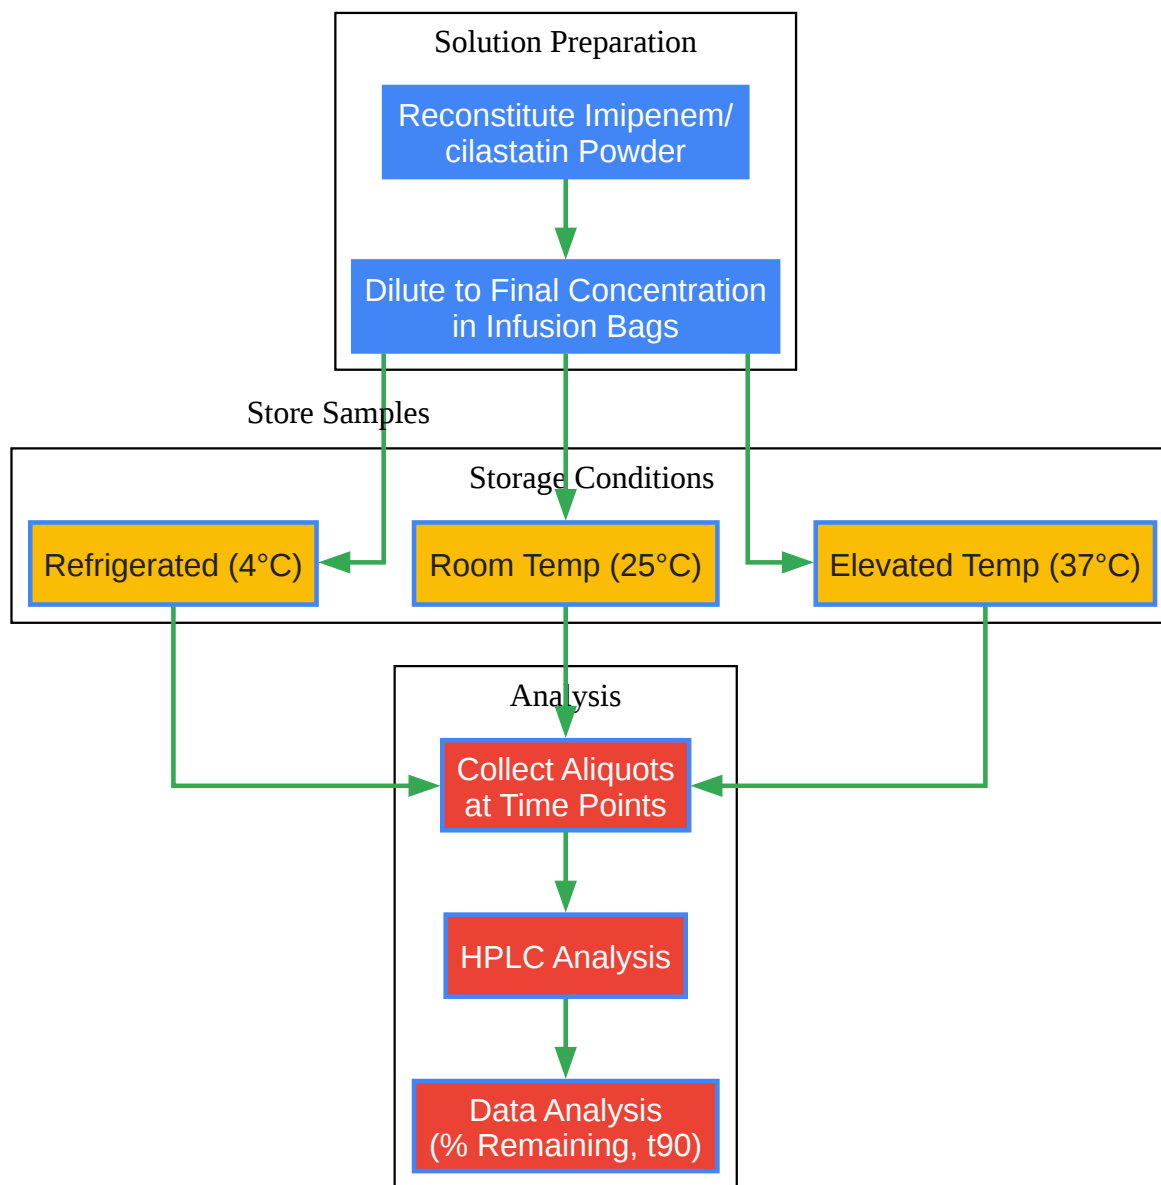 Solution Preparation
Reconstitute Imipenem/
cilastatin Powder
Dilute to Final Concentration
in Infusion Bags
Store Samples
Storage Conditions
Refrigerated (4°C)
Room Temp (25°C)
Elevated Temp (37°C)
Analysis
Collect Aliquots
at Time Points
HPLC Analysis
Data Analysis
(% Remaining, t90)